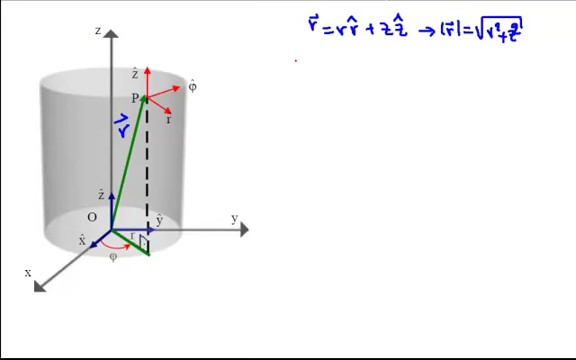 r⃗ = r r̂ + z ẑ → |r⃗| = √(r² + z²)
z
ẑ
φ̂
P
r
r⃗
ẑ
O
ŷ
y
r
x̂
φ
x